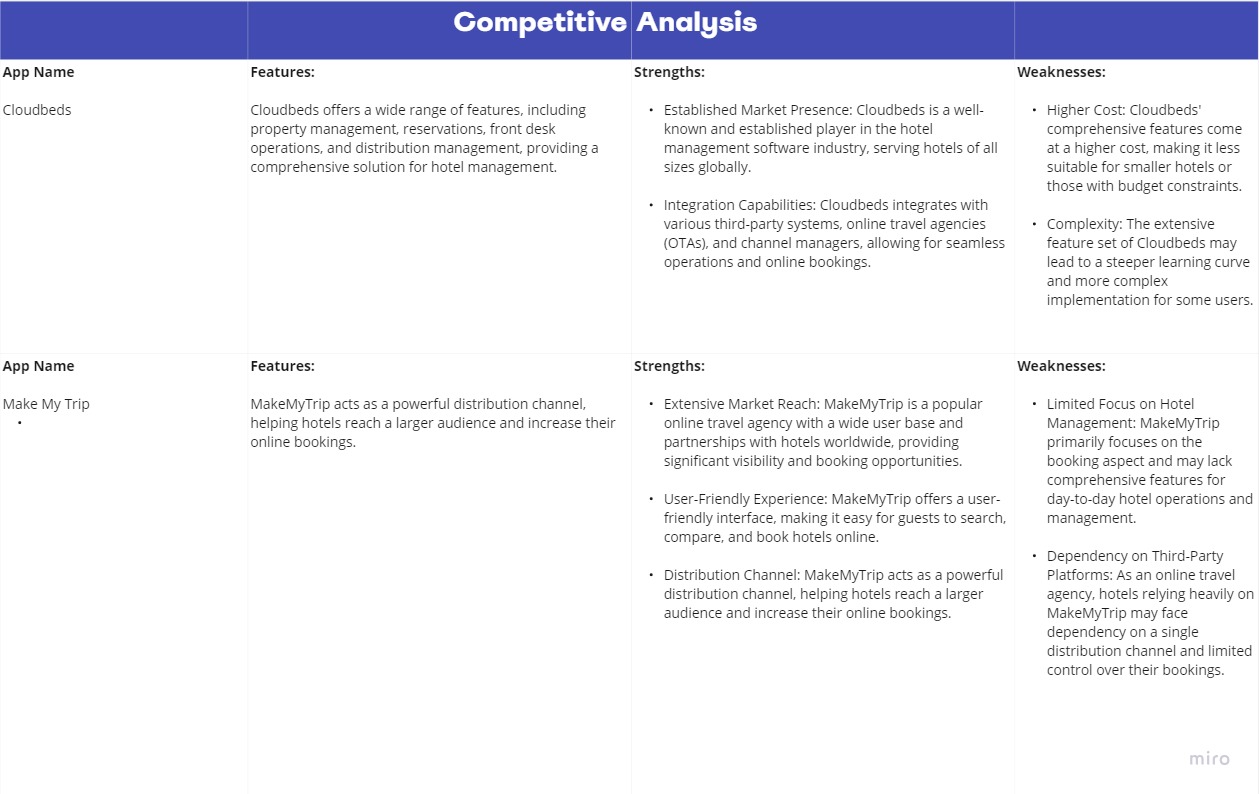 Competitive Analysis
App Name
Cloudbeds
Features:
Cloudbeds offers a wide range of features, including
property management, reservations, front desk
operations, and distribution management, providing a
comprehensive solution for hotel management.
Strengths:
• Established Market Presence: Cloudbeds is a well-
known and established player in the hotel
management software industry, serving hotels of all
sizes globally.
• Integration Capabilities: Cloudbeds integrates with
various third-party systems, online travel agencies
(OTAs), and channel managers, allowing for seamless
operations and online bookings.
Weaknesses:
• Higher Cost: Cloudbeds'
comprehensive features come
at a higher cost, making it less
suitable for smaller hotels or
those with budget constraints.
• Complexity: The extensive
feature set of Cloudbeds may
lead to a steeper learning curve
and more complex
implementation for some users.
App Name
Make My Trip
•
Features:
MakeMyTrip acts as a powerful distribution channel,
helping hotels reach a larger audience and increase their
online bookings.
Strengths:
• Extensive Market Reach: MakeMyTrip is a popular
online travel agency with a wide user base and
partnerships with hotels worldwide, providing
significant visibility and booking opportunities.
• User-Friendly Experience: MakeMyTrip offers a user-
friendly interface, making it easy for guests to search,
compare, and book hotels online.
• Distribution Channel: MakeMyTrip acts as a powerful
distribution channel, helping hotels reach a larger
audience and increase their online bookings.
Weaknesses:
• Limited Focus on Hotel
Management: MakeMyTrip
primarily focuses on the
booking aspect and may lack
comprehensive features for
day-to-day hotel operations and
management.
• Dependency on Third-Party
Platforms: As an online travel
agency, hotels relying heavily on
MakeMyTrip may face
dependency on a single
distribution channel and limited
control over their bookings.
miro